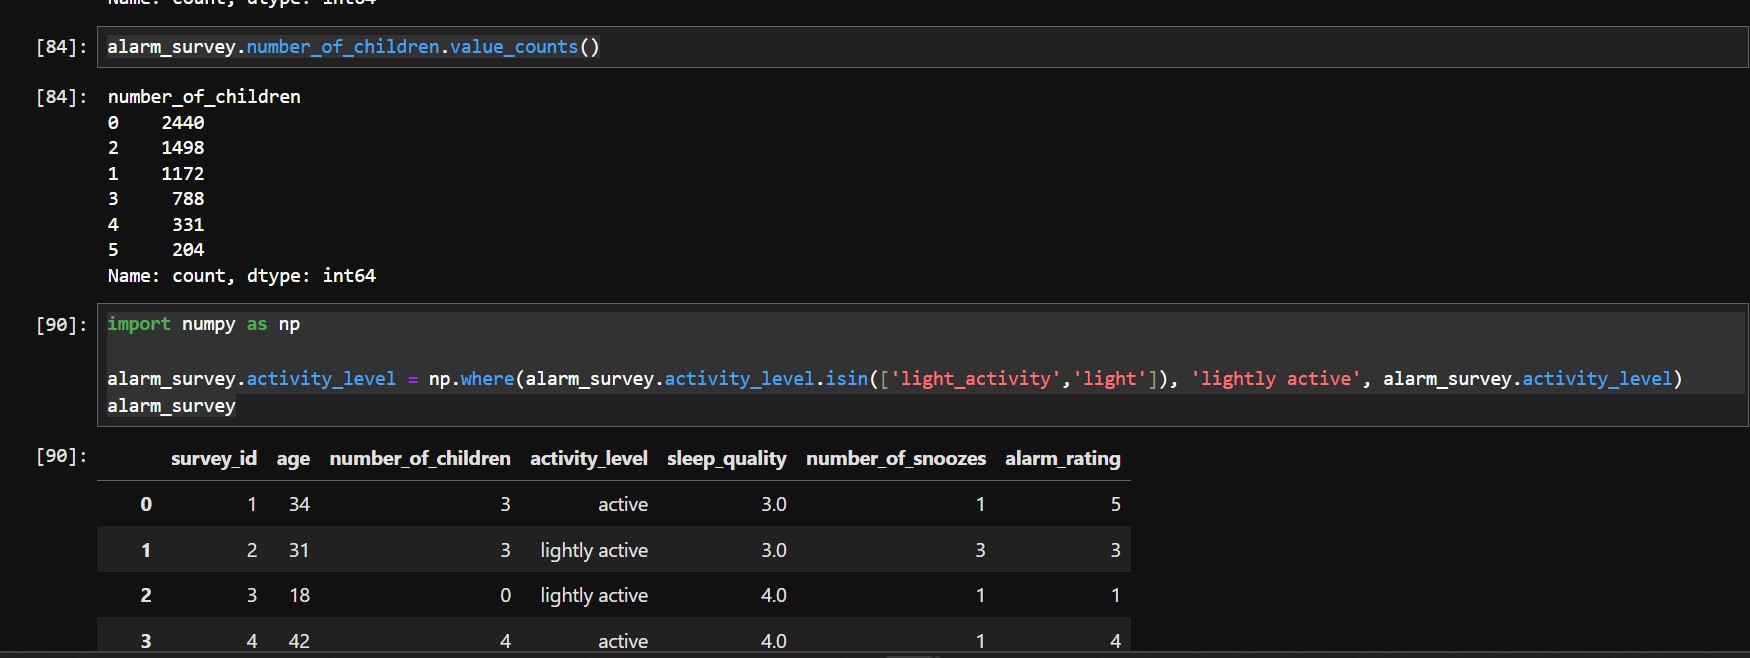 Name: count, dtype: int64
[84]: alarm_survey.number_of_children.value_counts()
[84]: number_of_children
0 2440
2 1498
1 1172
3 788
4 331
5 204
Name: count, dtype: int64
[90]: import numpy as np
alarm_survey.activity_level = np.where(alarm_survey.activity_level.isin(['light_activity','light']), 'lightly active', alarm_survey.activity_level)
alarm_survey
[90]:
survey_id age number_of_children activity_level sleep_quality number_of_snoozes alarm_rating
0 1 34 3 active 3.0 1 5
1 2 31 3 lightly active 3.0 3 3
2 3 18 0 lightly active 4.0 1 1
3 4 42 4 active 4.0 1 4